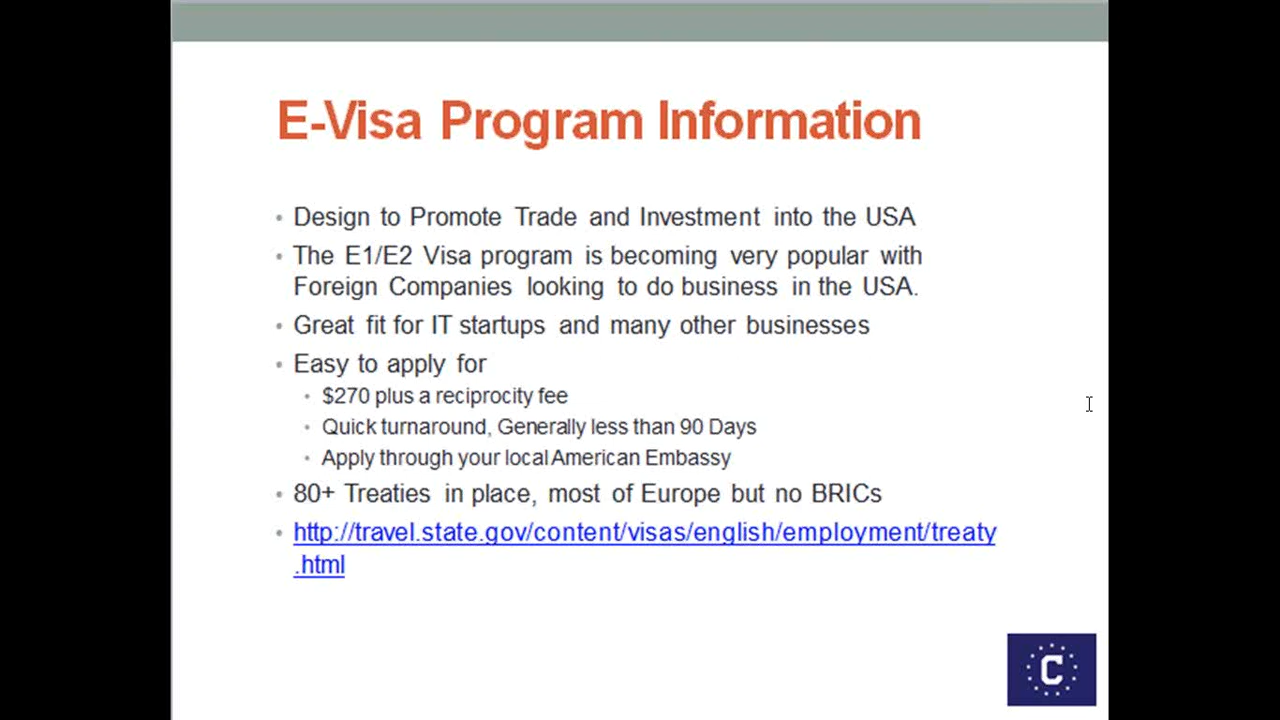 E-Visa Program Information
• Design to Promote Trade and Investment into the USA
• The E1/E2 Visa program is becoming very popular with
Foreign Companies looking to do business in the USA.
• Great fit for IT startups and many other businesses
• Easy to apply for
• $270 plus a reciprocity fee
• Quick turnaround, Generally less than 90 Days
• Apply through your local American Embassy
• 80+ Treaties in place, most of Europe but no BRICs
• http://travel.state.gov/content/visas/english/employment/treaty
.html
C